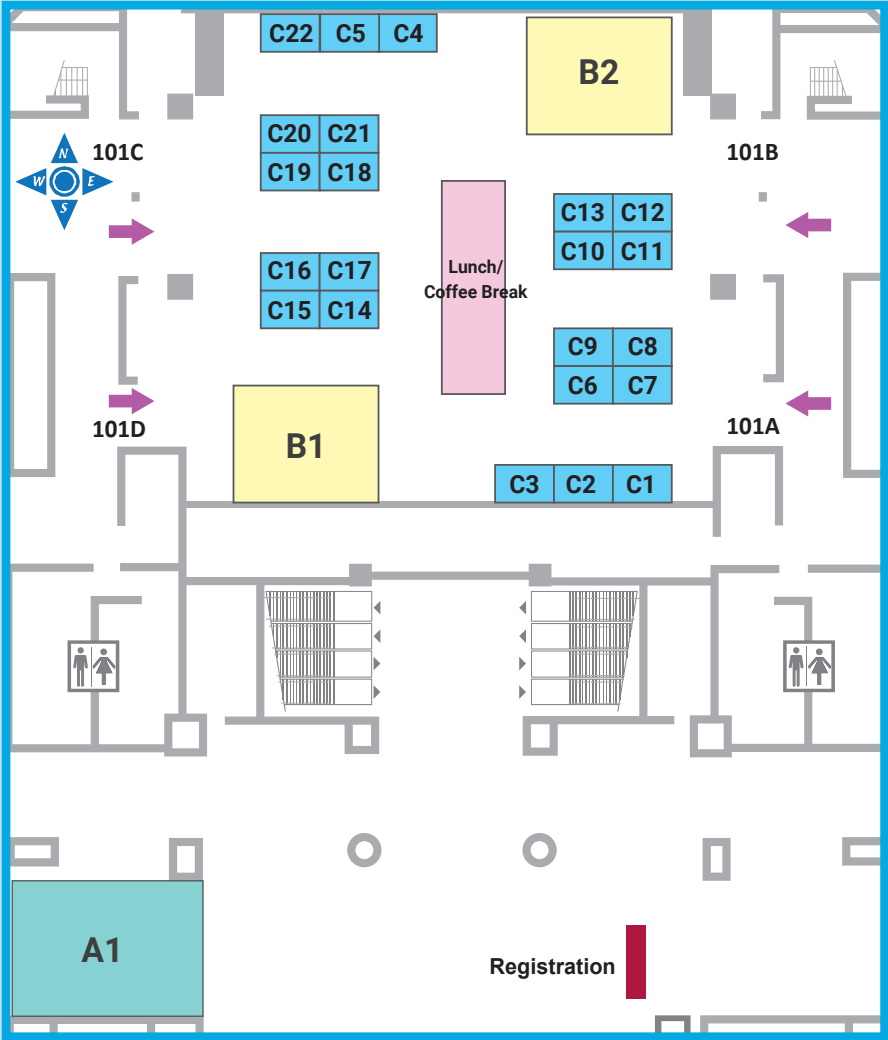 C22 C5 C4
B2
C20 C21
C19 C18
101C
101B
N
W E
S
C13 C12
C10 C11
C16 C17
C15 C14
Lunch/
Coffee Break
C9 C8
C6 C7
101D
101A
B1
C3 C2 C1
A1
Registration